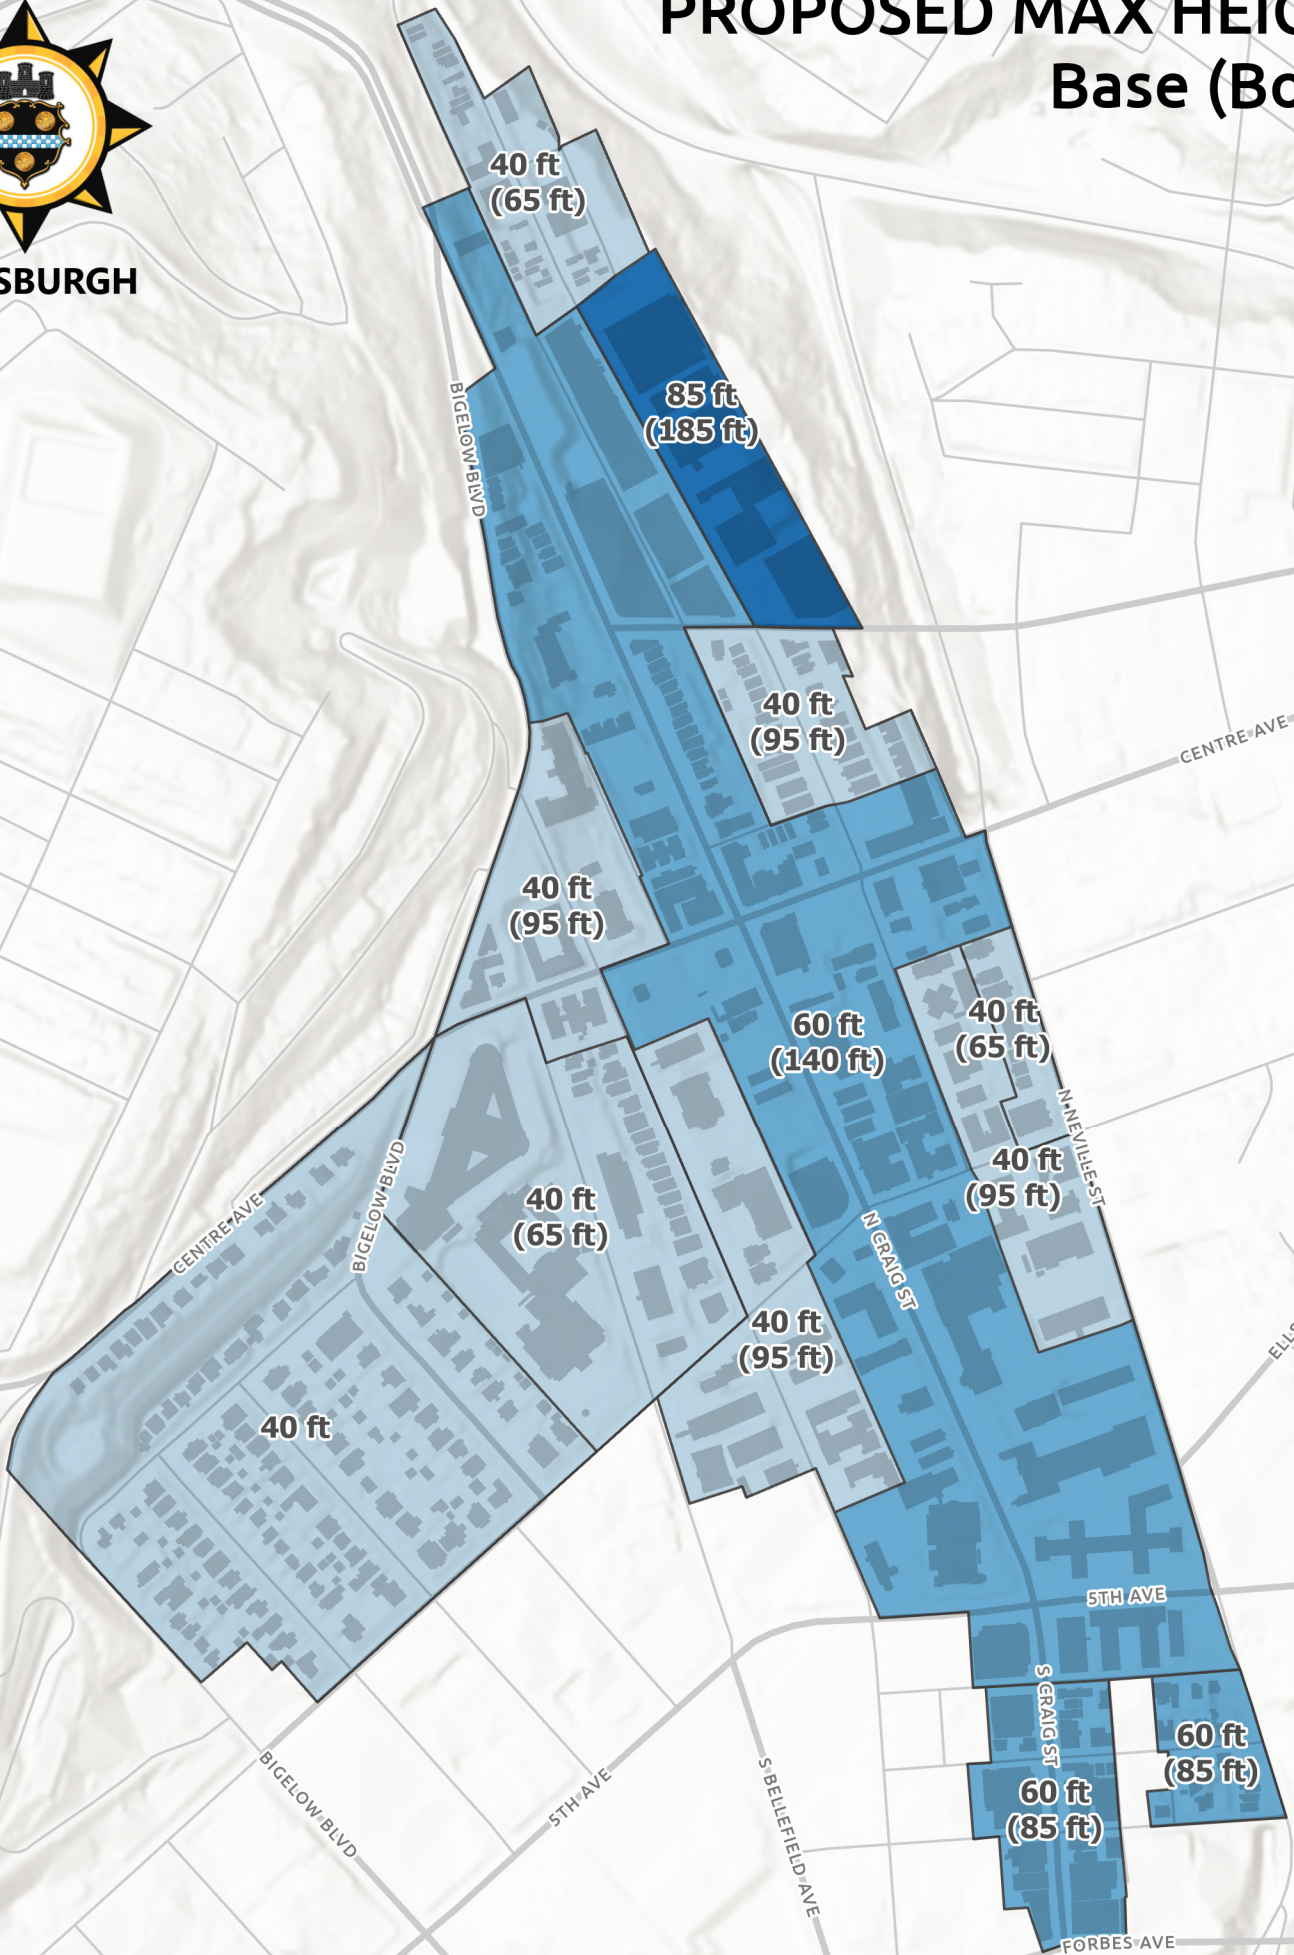 PROPOSED MAX
Base
SBURGH
40 ft
(65 ft)
85 ft
(185 ft)
BIGELOW BLVD
40 ft
(95 ft)
CENTRE AVE
40 ft
(95 ft)
60 ft
(140 ft)
40 ft
(65 ft)
N NEVILLE ST
40 ft
(95 ft)
BIGELOW BLVD
CENTRE AVE
40 ft
(65 ft)
N CRAIG ST
40 ft
(95 ft)
ELLS
40 ft
5TH AVE
S CRAIG ST
60 ft
(85 ft)
60 ft
(85 ft)
BIGELOW BLVD
5TH AVE
S BELLEFIELD AVE
FORBES AVE